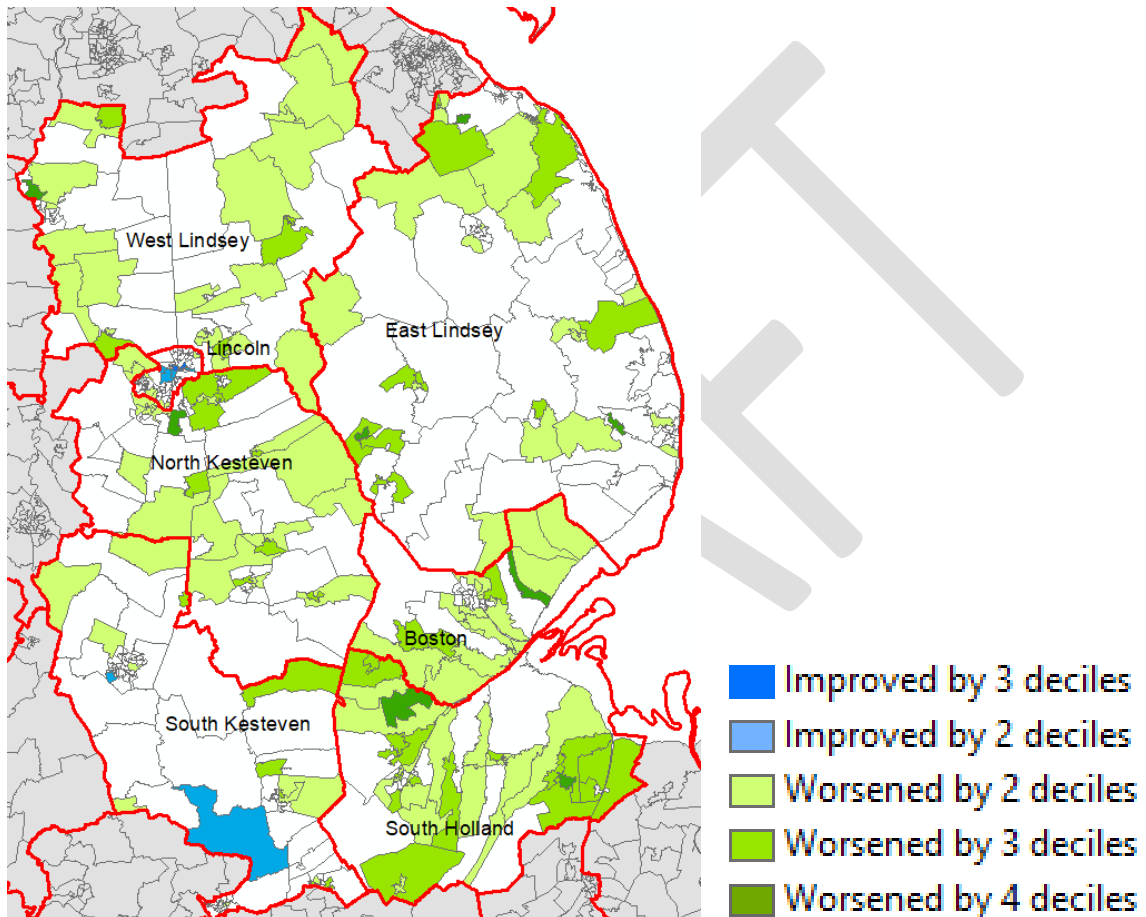 West Lindsey
Lincoln
East Lindsey
North Kesteven
Boston
South Kesteven
South Holland
Improved by 3 deciles
Improved by 2 deciles
Worsened by 2 deciles
Worsened by 3 deciles
Worsened by 4 deciles